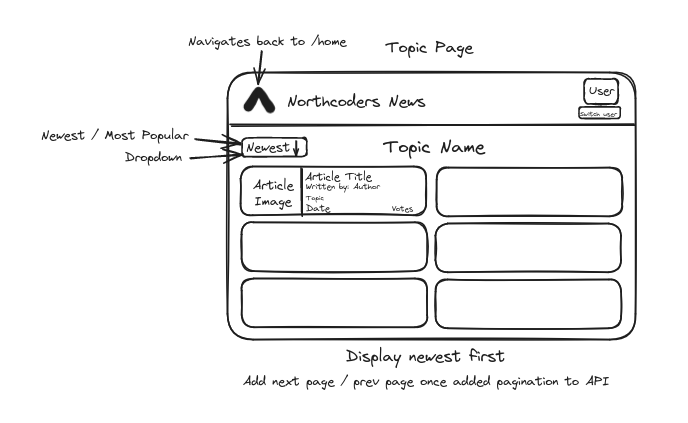 Navigates back to /home
Topic Page
Northcoders News
User
Switch user
Newest / Most Popular
Dropdown
Newest
Topic Name
Article
Image
Article Title
Written by: Author
Topic
Date
Votes
Display newest first
Add next page / prev page once added pagination to API